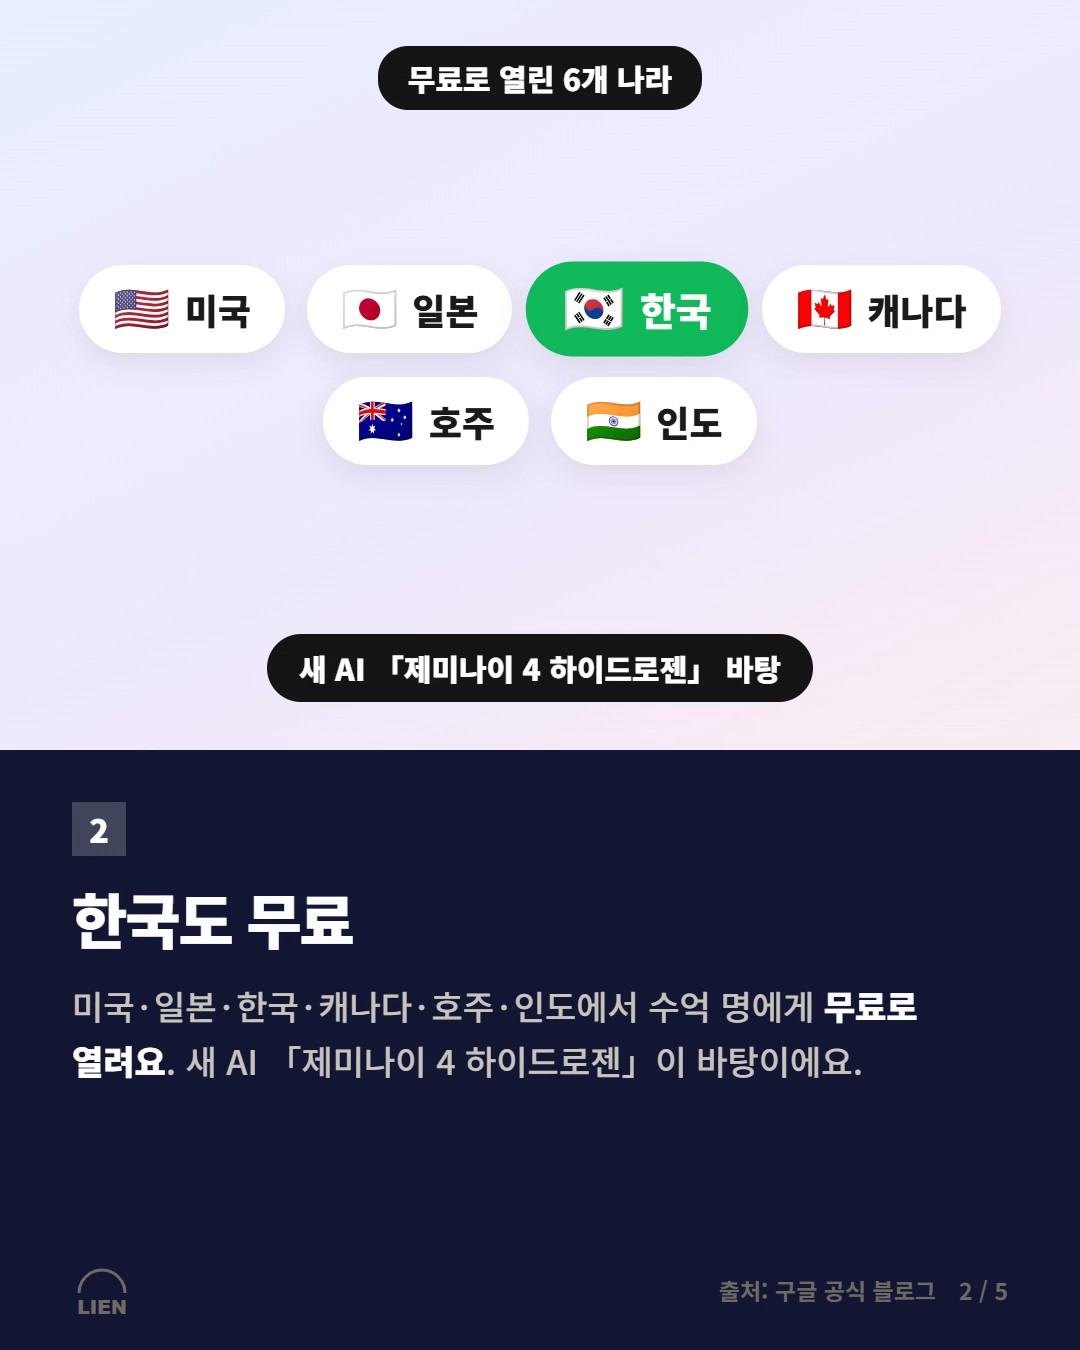 무료로 열린 6개 나라
미국 일본 한국 캐나다
호주 인도
새 AI 「제미나이 4 하이드로젠」 바탕
2
한국도 무료
미국·일본·한국·캐나다·호주·인도에서 수억 명에게 무료로
열려요. 새 AI 「제미나이 4 하이드로젠」이 바탕이에요.
LIEN
출처: 구글 공식 블로그 2 / 5